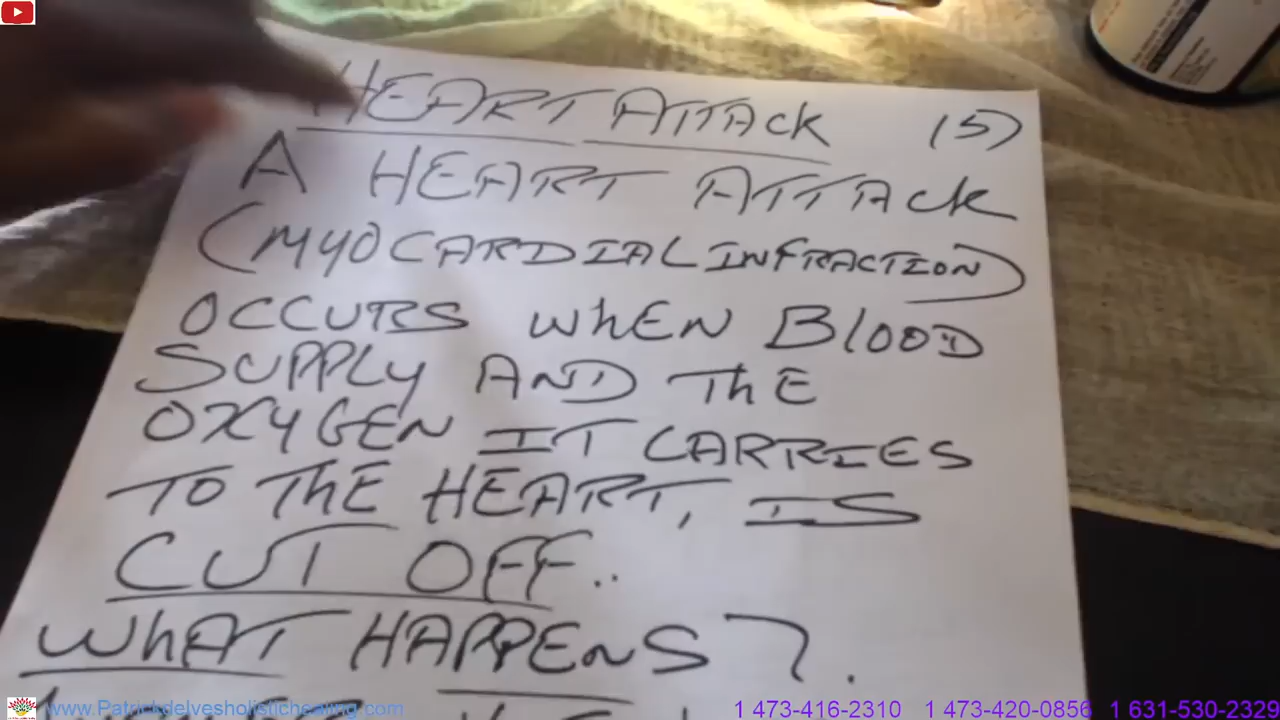 HEART ATTACK (5)
A HEART ATTACK
(MYOCARDIAL INFRACTION)
OCCURS WHEN BLOOD
SUPPLY AND THE
OXYGEN IT CARRIES
TO THE HEART, IS
CUT OFF..
WHAT HAPPENS?
www.Patrickdelvesholistichealing.com
1 473-416-2310 1 473-420-0856 1 631-530-2329